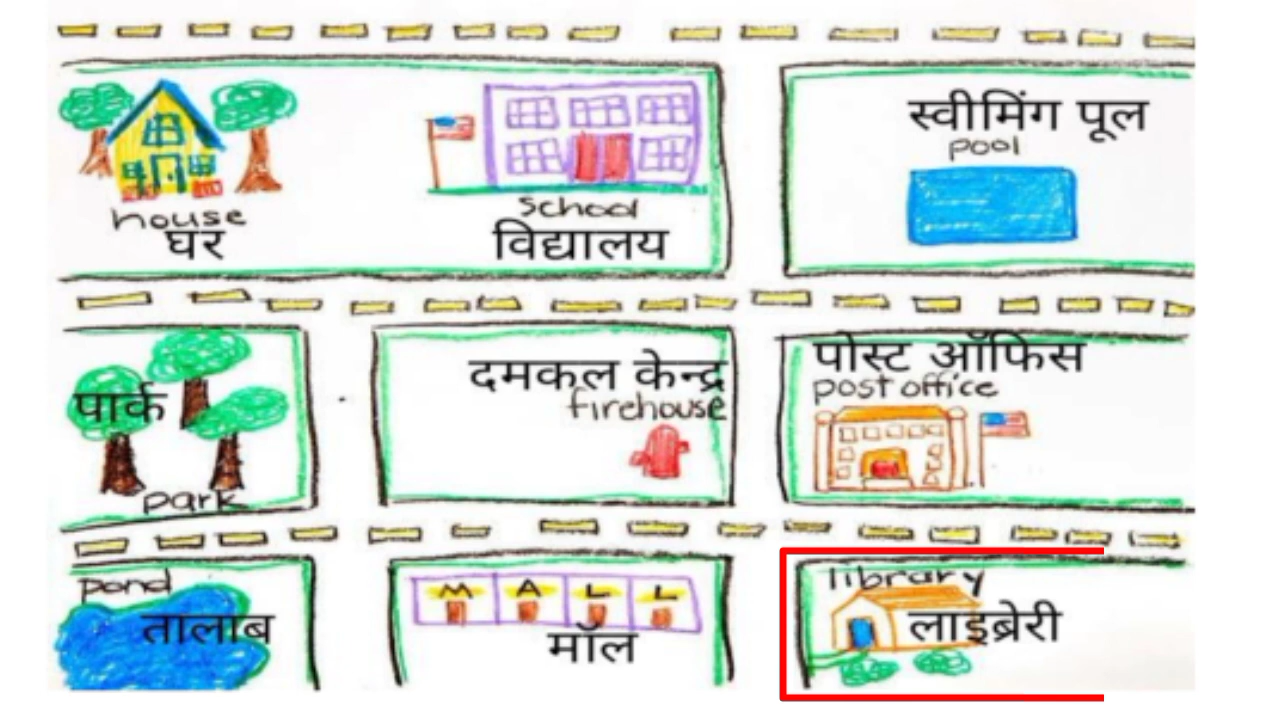 स्वीमिंग पूल
pool
house
घर
school
विद्यालय
पार्क
park
दमकल केन्द्र
firehouse
पोस्ट ऑफिस
post office
pond
तालाब
MALL
मॉल
library
लाइब्रेरी